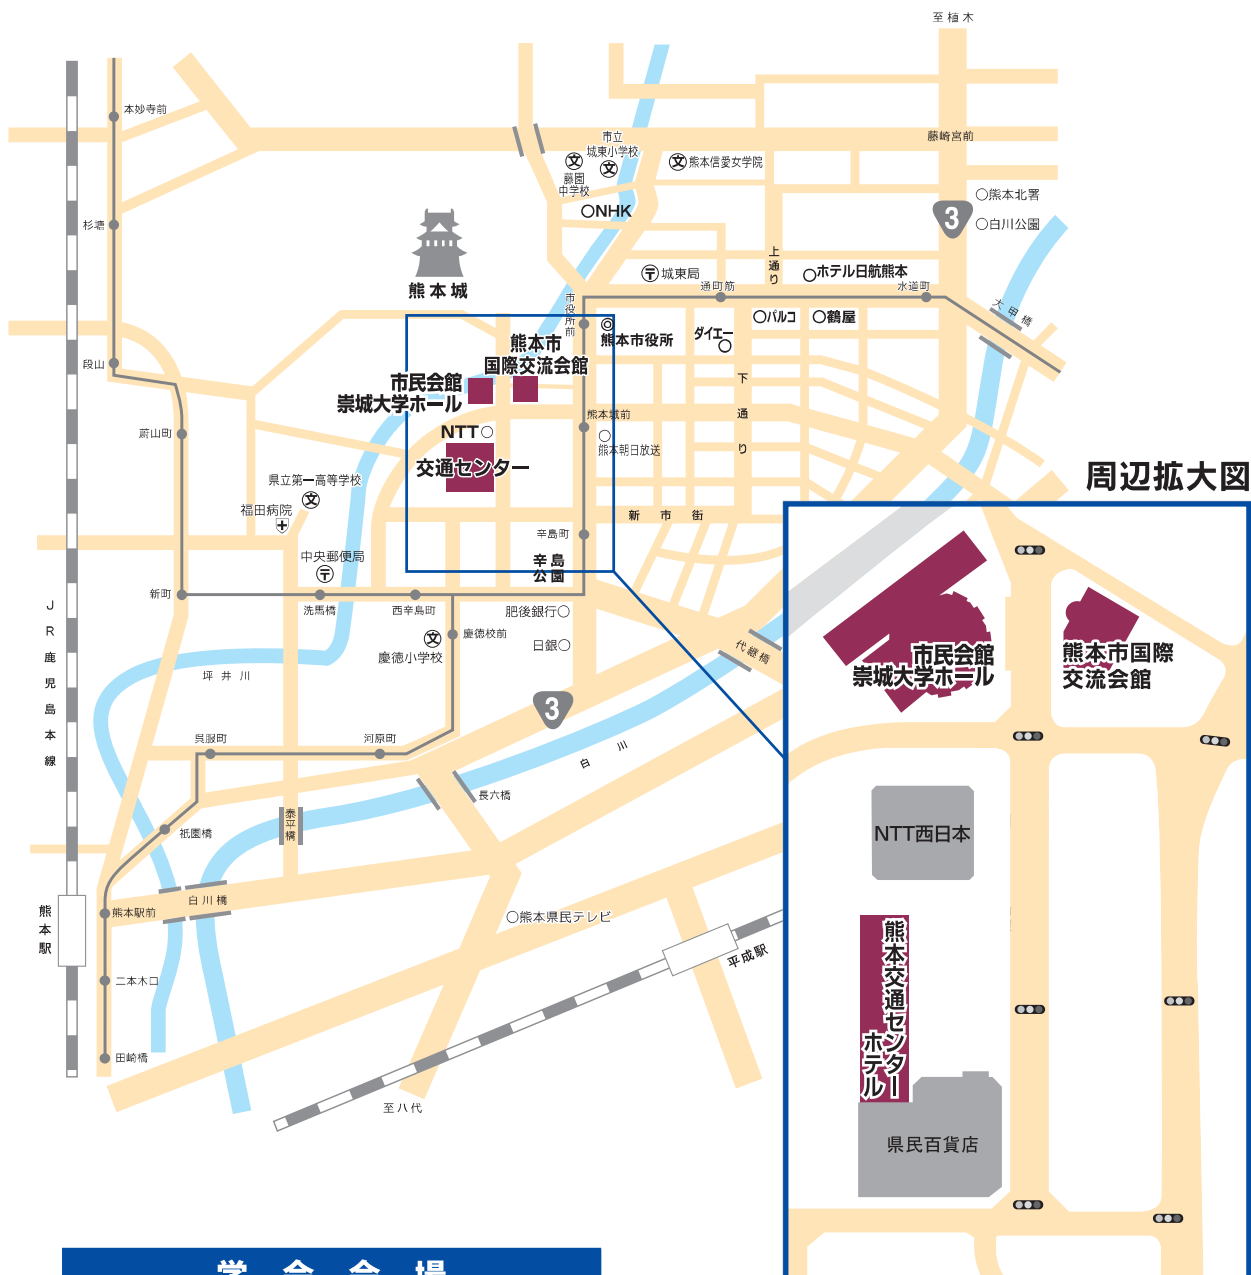 至植木
本妙寺前
市立
城東小学校
藤園
中学校
熊本信愛女学院
藤崎宮前
NHK
熊本北署
3
白川公園
杉塘
熊本城
城東局
上通り
ホテル日航熊本
通町筋
水道町
大甲橋
市役所前
熊本市役所
ダイエー
パルコ
鶴屋
熊本市
国際交流会館
市民会館
崇城大学ホール
段山
下通り
NTT
熊本城前
熊本朝日放送
蔚山町
交通センター
県立第一高等学校
福田病院
新市街
周辺拡大図
中央郵便局
辛島町
辛島
公園
新町
洗馬橋
西辛島町
肥後銀行
慶徳校前
慶徳小学校
日銀
代継橋
JR鹿児島本線
坪井川
3
呉服町
河原町
白川
長六橋
泰平橋
祇園橋
白川橋
熊本駅
熊本駅前
熊本県民テレビ
平成駅
二本木口
田崎橋
至八代
市民会館
崇城大学ホール
熊本市国際
交流会館
NTT西日本
熊本交通センター
ホテル
県民百貨店
学会会場